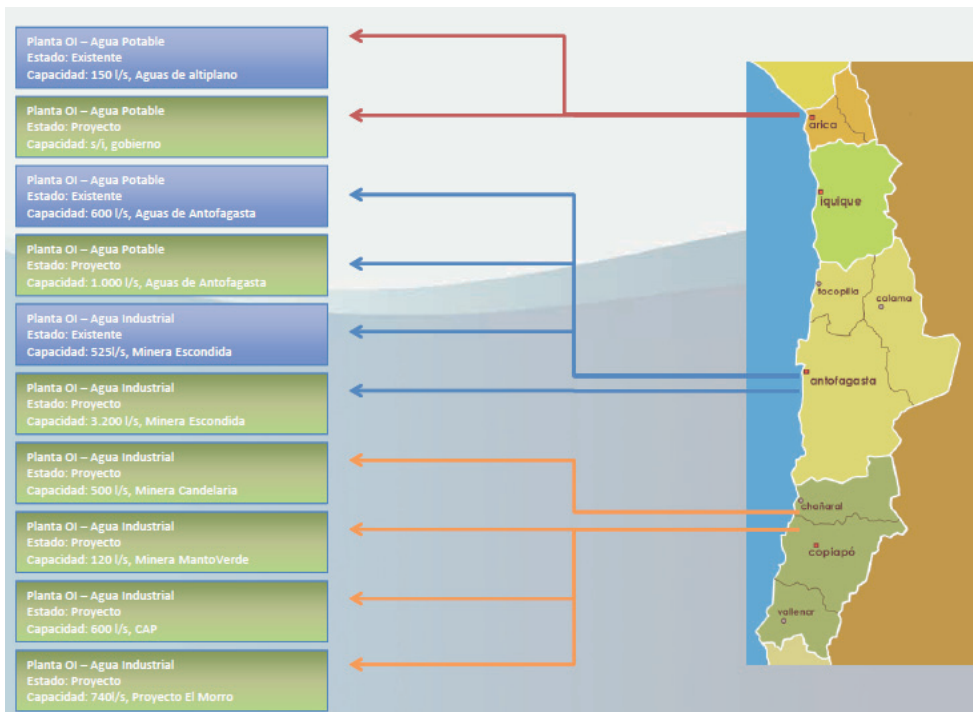 Planta OI – Agua Potable
Estado: Existente
Capacidad: 150 l/s, Aguas de altiplano
Planta OI – Agua Potable
Estado: Proyecto
Capacidad: s/i, gobierno
Planta OI – Agua Potable
Estado: Existente
Capacidad: 600 l/s, Aguas de Antofagasta
Planta OI – Agua Potable
Estado: Proyecto
Capacidad: 1.000 l/s, Aguas de Antofagasta
Planta OI – Agua Industrial
Estado: Existente
Capacidad: 525l/s, Minera Escondida
Planta OI – Agua Industrial
Estado: Proyecto
Capacidad: 3.200 l/s, Minera Escondida
Planta OI – Agua Industrial
Estado: Proyecto
Capacidad: 500 l/s, Minera Candelaria
Planta OI – Agua Industrial
Estado: Proyecto
Capacidad: 120 l/s, Minera MantoVerde
Planta OI – Agua Industrial
Estado: Proyecto
Capacidad: 600 l/s, CAP
Planta OI – Agua Industrial
Estado: Proyecto
Capacidad: 740l/s, Proyecto El Morro
arica
iquique
tocopilla
calama
antofagasta
chañaral
copiapó
vallenar